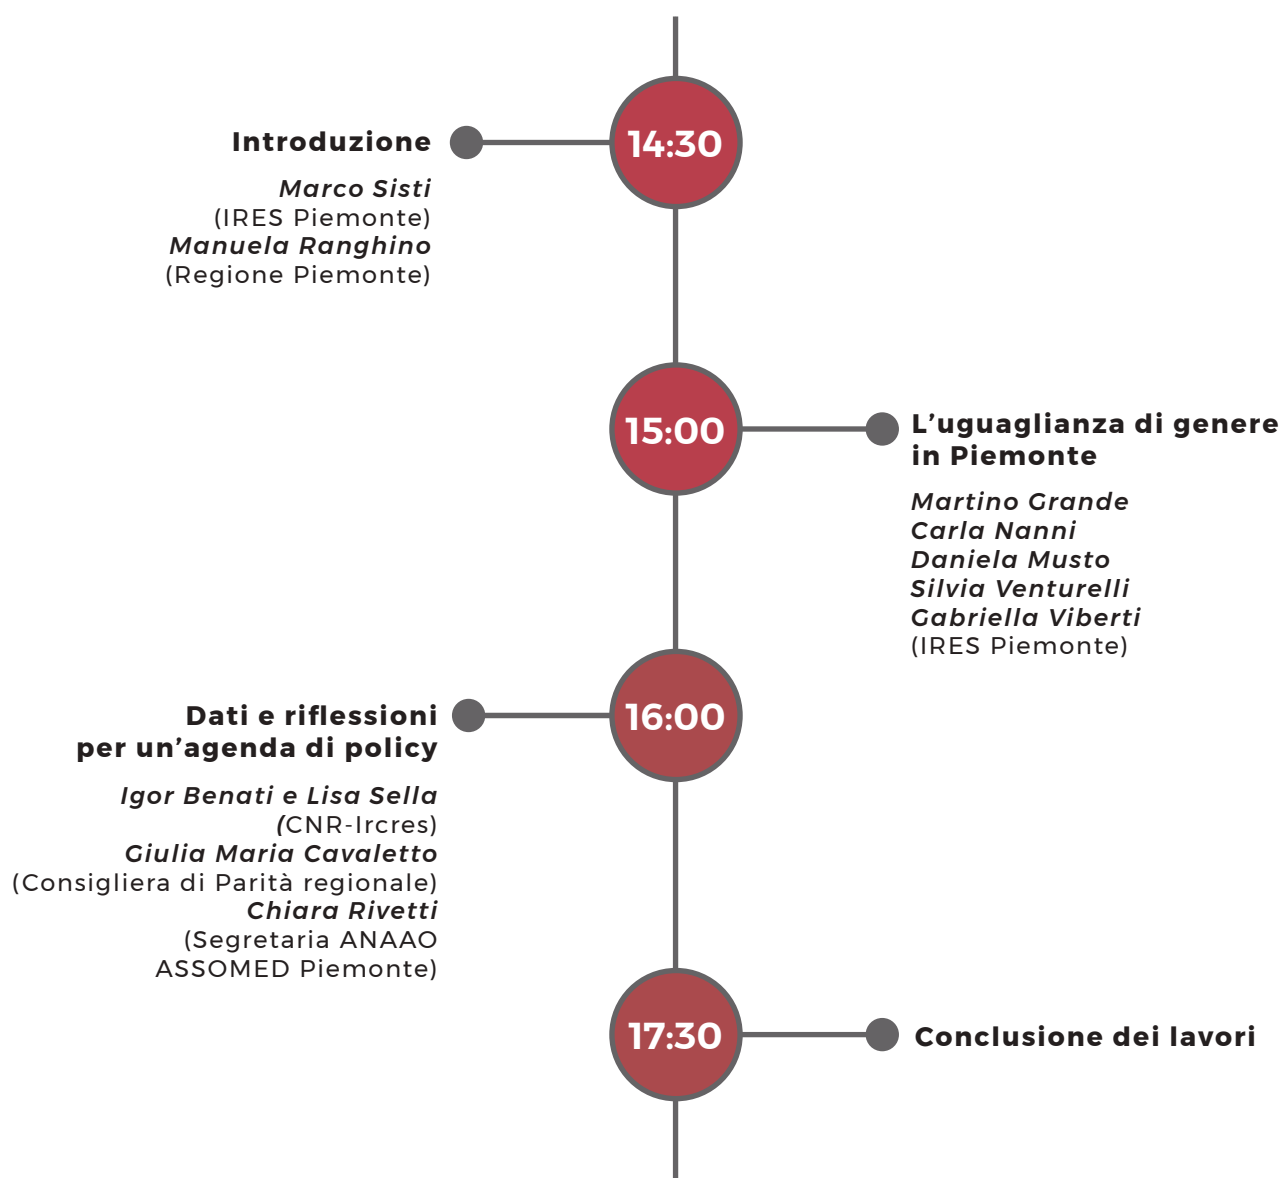 14:30
Introduzione
Marco Sisti
(IRES Piemonte)
Manuela Ranghino
(Regione Piemonte)
15:00
L’uguaglianza di genere
in Piemonte
Martino Grande
Carla Nanni
Daniela Musto
Silvia Venturelli
Gabriella Viberti
(IRES Piemonte)
16:00
Dati e riflessioni
per un’agenda di policy
Igor Benati e Lisa Sella
(CNR-Ircres)
Giulia Maria Cavaletto
(Consigliera di Parità regionale)
Chiara Rivetti
(Segretaria ANAAO
ASSOMED Piemonte)
17:30
Conclusione dei lavori